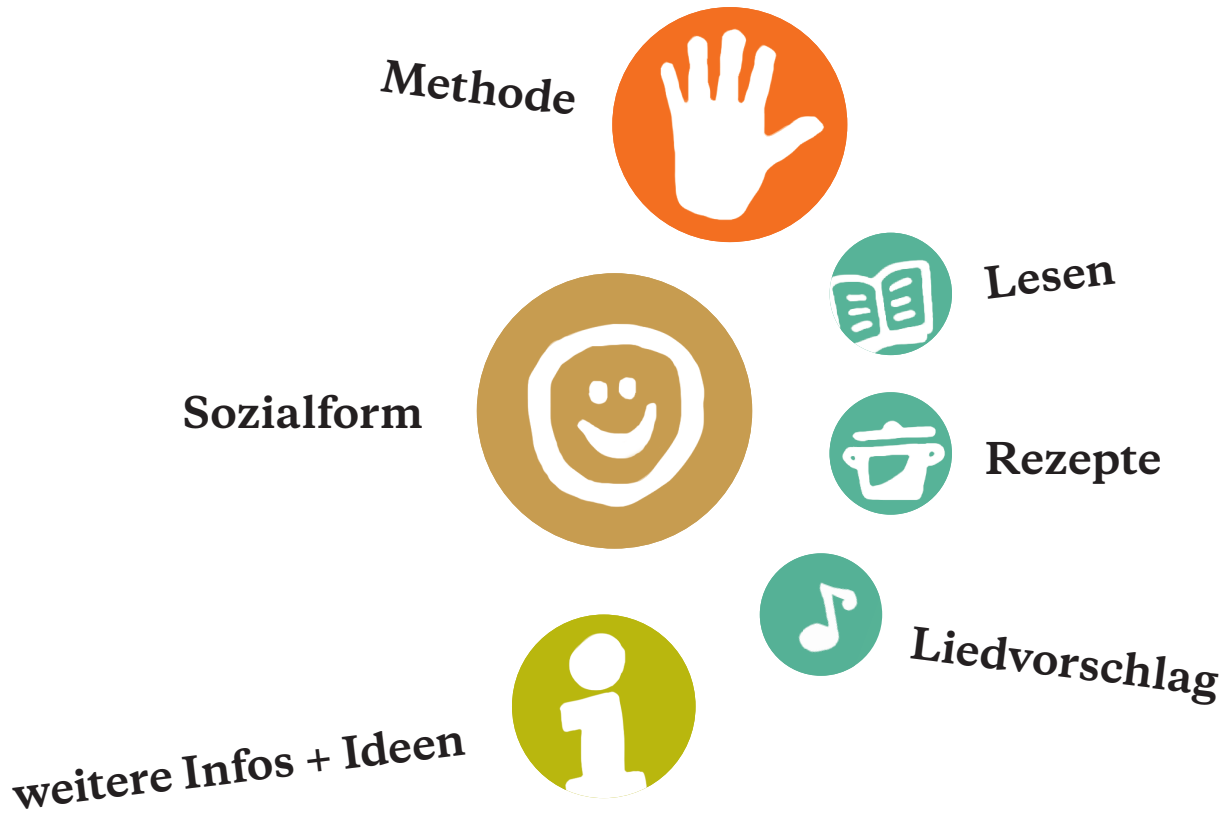 Methode
Lesen
Sozialform
Rezepte
Liedvorschlag
weitere Infos + Ideen